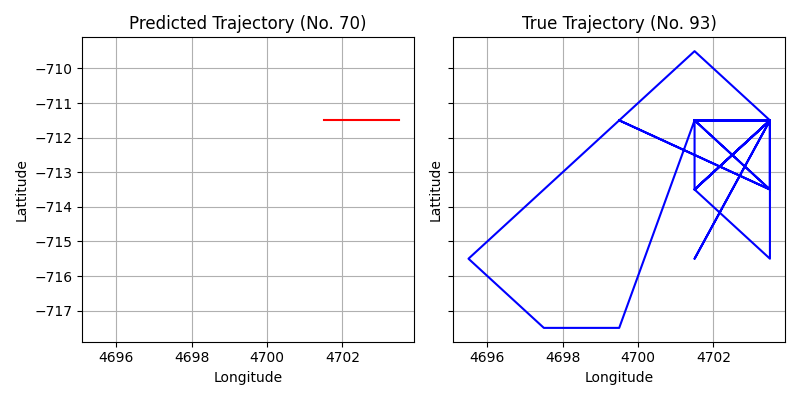 Predicted Trajectory (No. 70)
True Trajectory (No. 93)
−710
−711
−712
−713
−714
−715
−716
−717
Lattitude
Lattitude
4696
4698
4700
4702
4696
4698
4700
4702
Longitude
Longitude